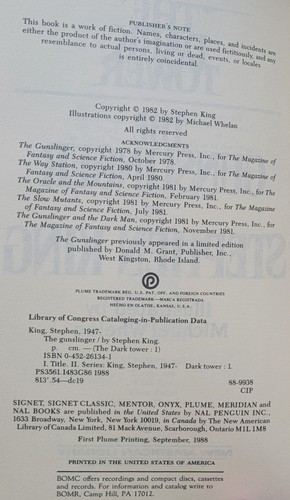 PUBLISHER'S NOTE
This book is a work of fiction. Names, characters, places, and incidents are
either the product of the author's imagination or are used fictitiously, and any
resemblance to actual persons, living or dead, events, or locales
is entirely coincidental.
Copyright © 1982 by Stephen King
Illustrations copyright © 1982 by Michael Whelan
All rights reserved
ACKNOWLEDGMENTS
The Gunslinger, copyright 1978 by Mercury Press, Inc., for The Magazine of
Fantasy and Science Fiction, October 1978.
The Way Station, copyright 1980 by Mercury Press, Inc., for The Magazine of
Fantasy and Science Fiction, April 1980.
The Oracle and the Mountains, copyright 1981 by Mercury Press, Inc., for The
Magazine of Fantasy and Science Fiction, February 1981.
The Slow Mutants, copyright 1981 by Mercury Press, Inc., for The Magazine
of Fantasy and Science Fiction, July 1981.
The Gunslinger and the Dark Man, copyright 1981 by Mercury Press, Inc., for
The Magazine of Fantasy and Science Fiction, November 1981.
The Gunslinger previously appeared in a limited edition
published by Donald M. Grant, Publisher, Inc.,
West Kingston, Rhode Island.
PLUME TRADEMARK REG. U.S. PAT. OFF. AND FOREIGN COUNTRIES
REGISTERED TRADEMARK—MARCA REGISTRADA
HECHO EN OLATHE, KANSAS, U.S.A.
Library of Congress Cataloging-in-Publication Data
King, Stephen, 1947-
The gunslinger / by Stephen King.
p. cm. — (The Dark tower : 1)
ISBN 0-452-26134-1
I. Title. II. Series: King, Stephen, 1947- Dark tower : 1.
PS3561.I483G86 1988
813'.54—dc19 88-9938
CIP
SIGNET, SIGNET CLASSIC, MENTOR, ONYX, PLUME, MERIDIAN and
NAL BOOKS are published in the United States by NAL PENGUIN INC.,
1633 Broadway, New York, New York 10019, in Canada by The New American
Library of Canada Limited, 81 Mack Avenue, Scarborough, Ontario M1L 1M8
First Plume Printing, September, 1988
PRINTED IN THE UNITED STATES OF AMERICA
BOMC offers recordings and compact discs, cassettes
and records. For information and catalog write to
BOMR, Camp Hill, PA 17012.